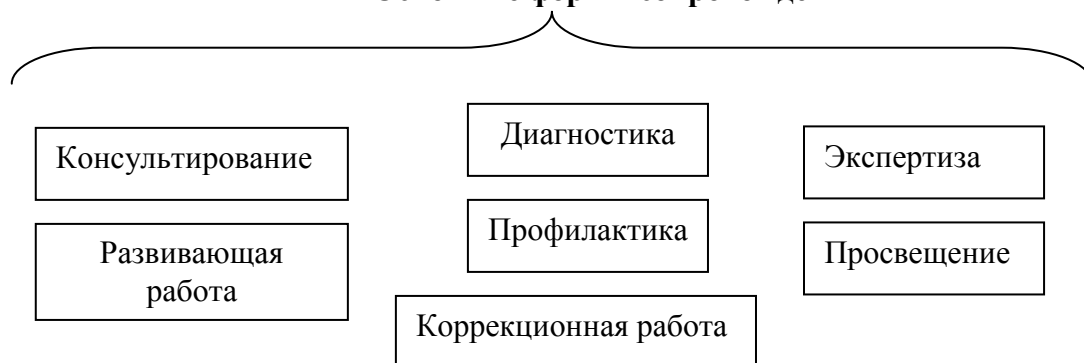 Консультирование
Диагностика
Экспертиза
Развивающая
работа
Профилактика
Просвещение
Коррекционная работа